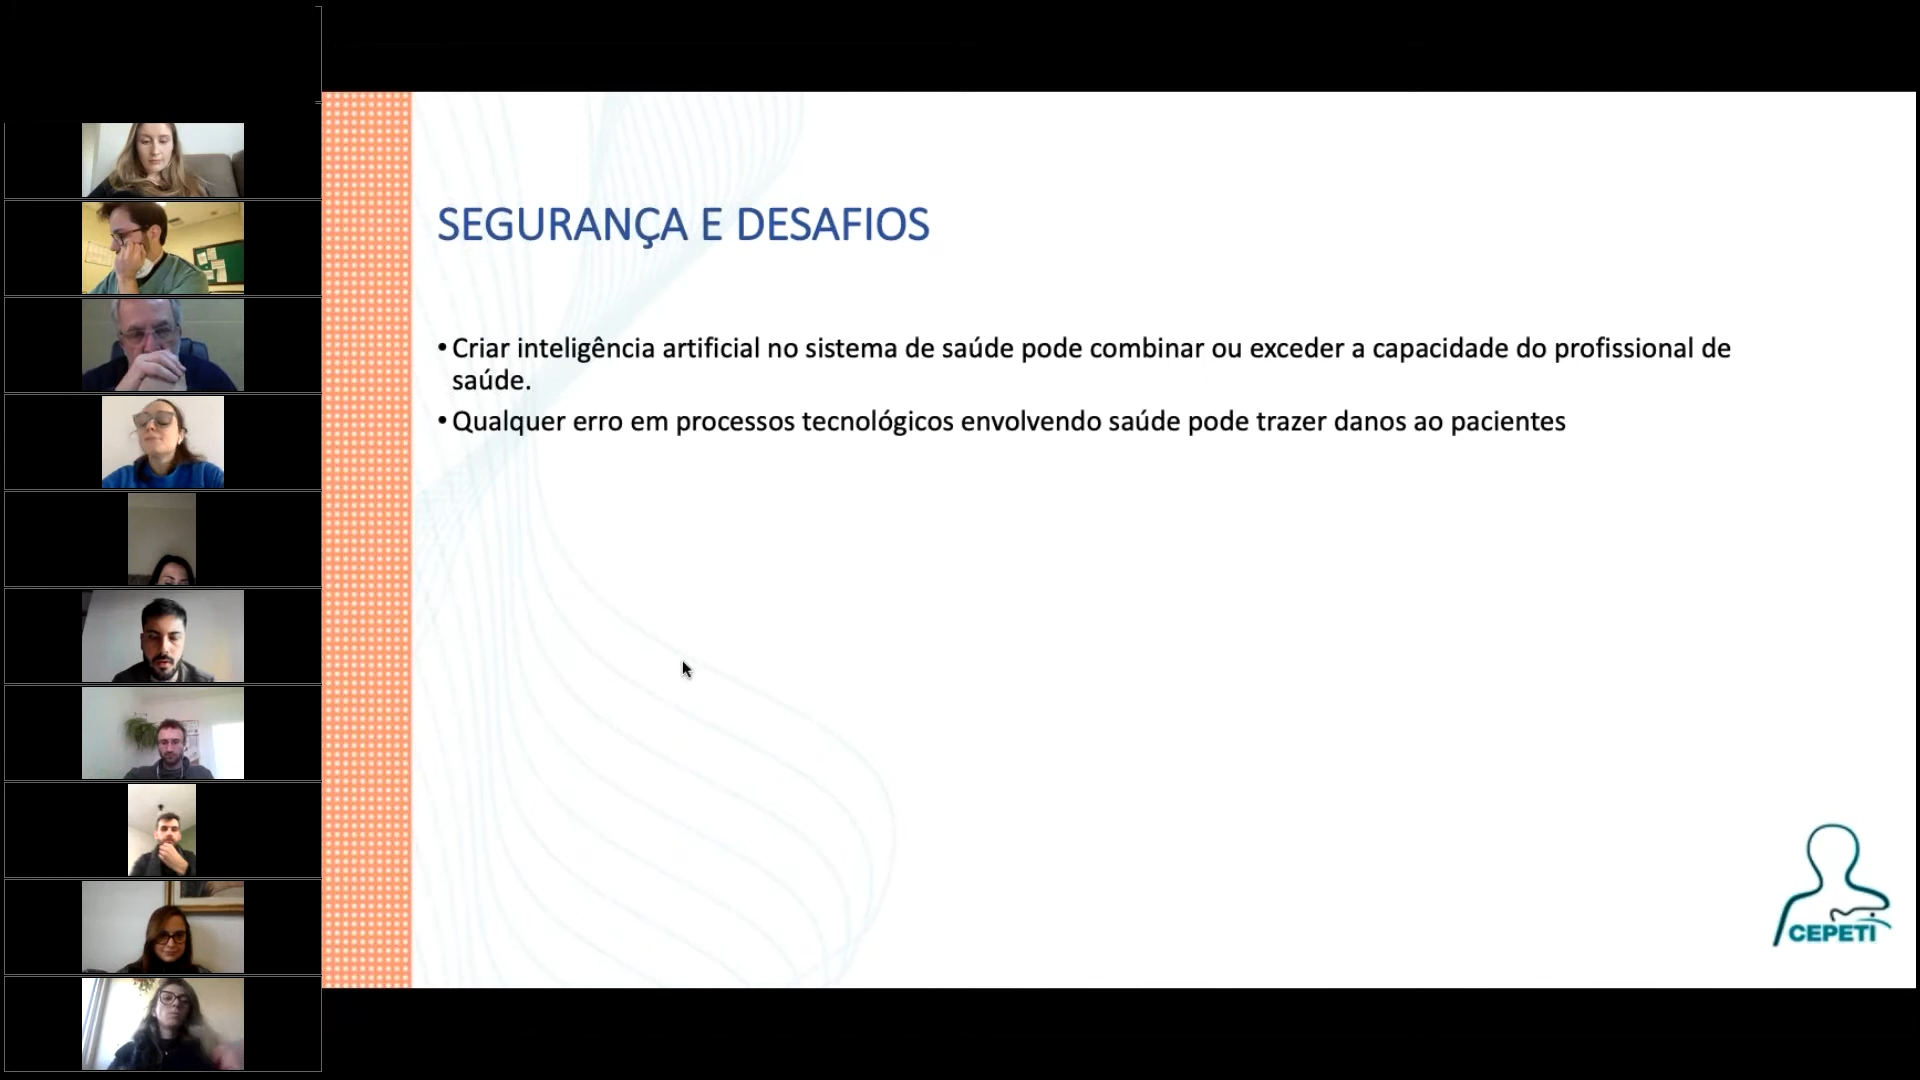 SEGURANÇA E DESAFIOS
• Criar inteligência artificial no sistema de saúde pode combinar ou exceder a capacidade do profissional de
saúde.
• Qualquer erro em processos tecnológicos envolvendo saúde pode trazer danos ao pacientes
CEPETI